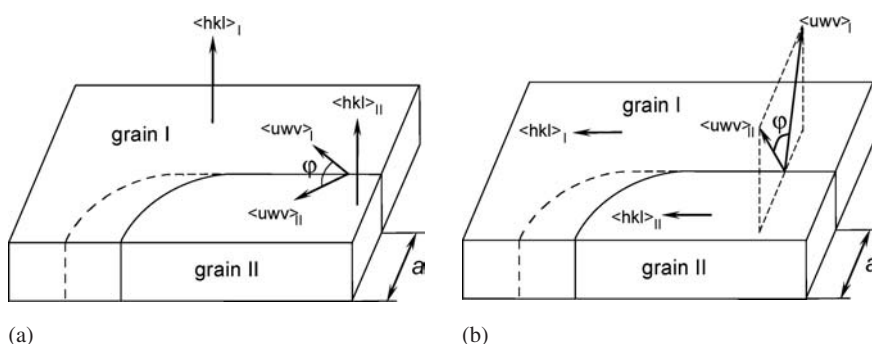 <hkl>I
<hkl>II
grain I
<uwv>I
φ
<uwv>II
grain II
a
(a)
<uwv>I
grain I
φ
<uwv>II
<hkl>I
<hkl>II
grain II
a
(b)